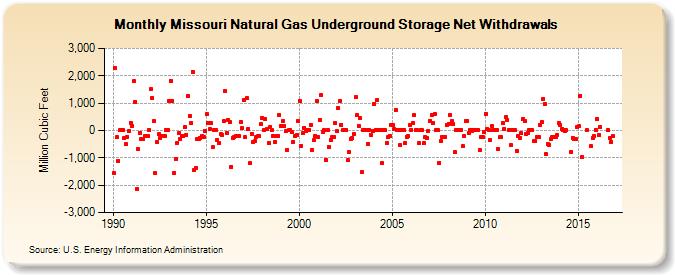 Monthly Missouri Natural Gas Underground Storage Net Withdrawals
Million Cubic Feet
3,000
2,000
1,000
0
-1,000
-2,000
-3,000
1990 1995 2000 2005 2010 2015
Source: U.S. Energy Information Administration